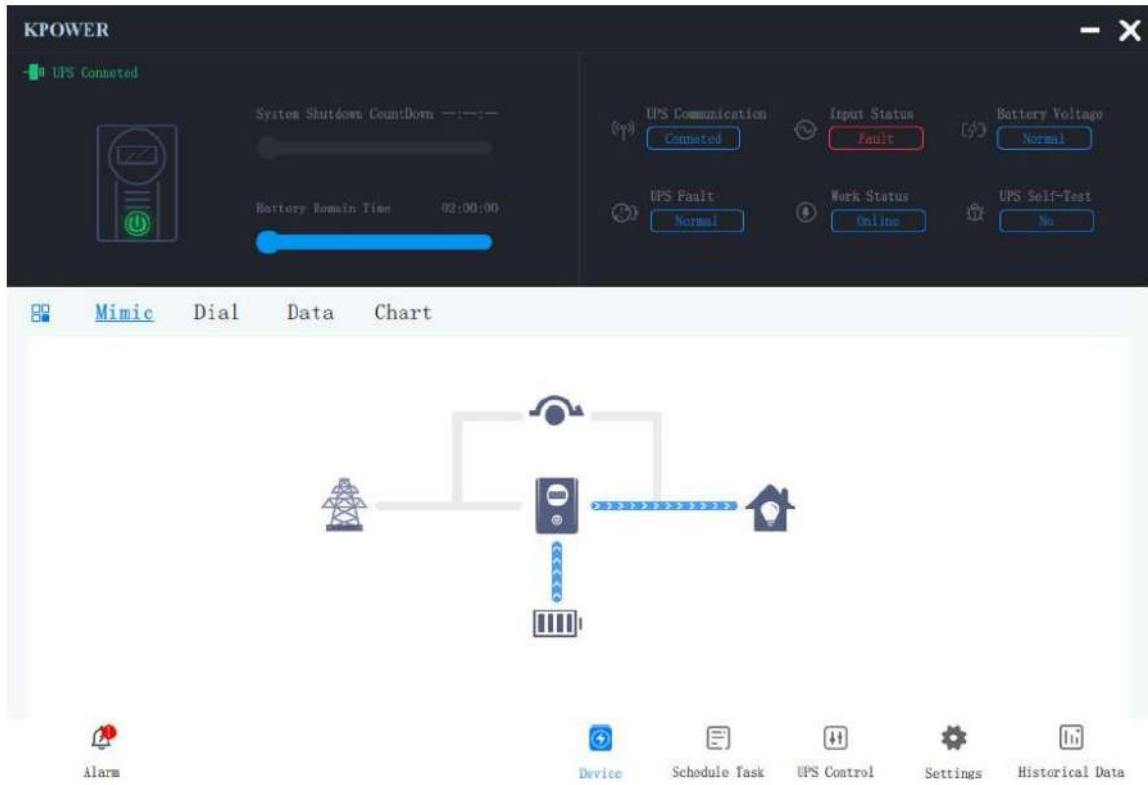 KPOWER
UPS Conneted
System Shutdown CountDown --:--:--
Battery Remain Time 02:00:00
UPS Communication
Conneted
Input Status
Fault
Battery Voltage
Normal
UPS Fault
Normal
Work Status
Online
UPS Self-Test
No
Mimic Dial Data Chart
Alarm Device Schedule Task UPS Control Settings Historical Data